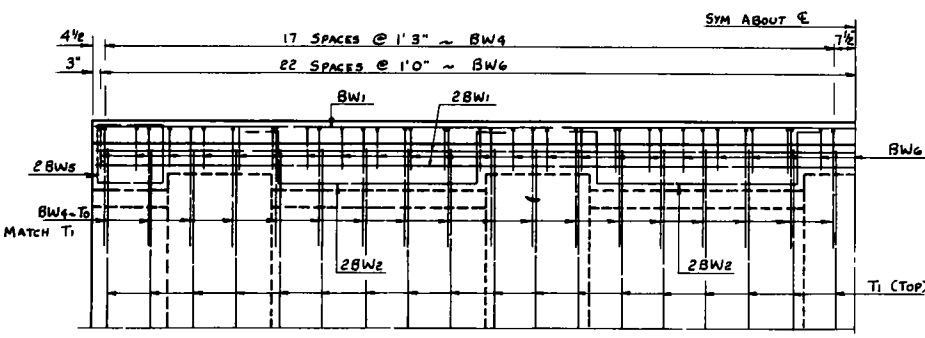 SYM ABOUT ℄
4½ 17 SPACES @ 1'3" ~ BW4 7½"
3" 22 SPACES @ 1'0" ~ BW6
BW1 2BW1
BW6
2BW5
BW4-TO
MATCH T1
2BW2 2BW2
T1 (TOP)